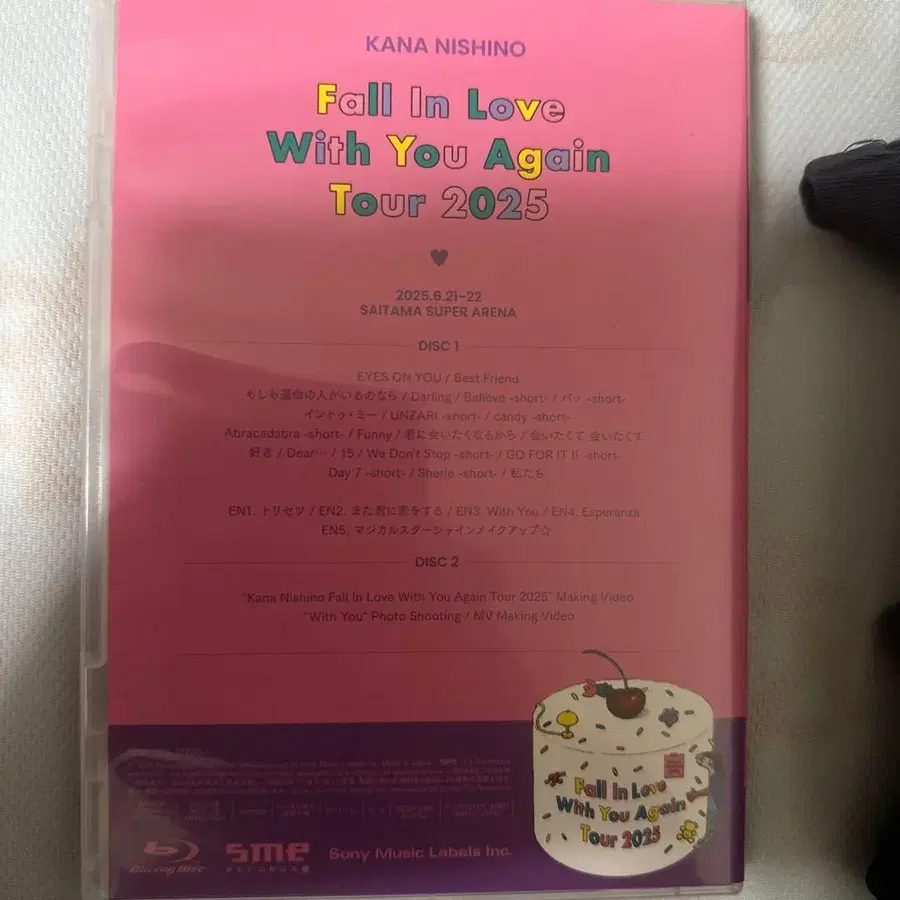 KANA NISHINO
Fall In Love
With You Again
Tour 2025
2025.6.21-22
SAITAMA SUPER ARENA
DISC 1
EYES ON YOU / Best Friend
もしも運命の人がいるのなら / Darling / Believe -short- / パッ -short-
イントゥ・ミー / UNZARI -short- / candy -short-
Abracadabra -short- / Funny / 君に会いたくなるから / 会いたくて 会いたくて
好き / Dear… / 15 / We Don't Stop -short- / GO FOR IT !! -short-
Day 7 -short- / Sherie -short- / 私たち
EN1. トリセツ / EN2. また君に恋をする / EN3. With You / EN4. Esperanza
EN5. マジカルスターシャインメイクアップ☆
DISC 2
"Kana Nishino Fall In Love With You Again Tour 2025" Making Video
"With You" Photo Shooting / MV Making Video
Fall In Love
With You Again
Tour 2025
Blu-ray Disc
sme
RECORDS
Sony Music Labels Inc.